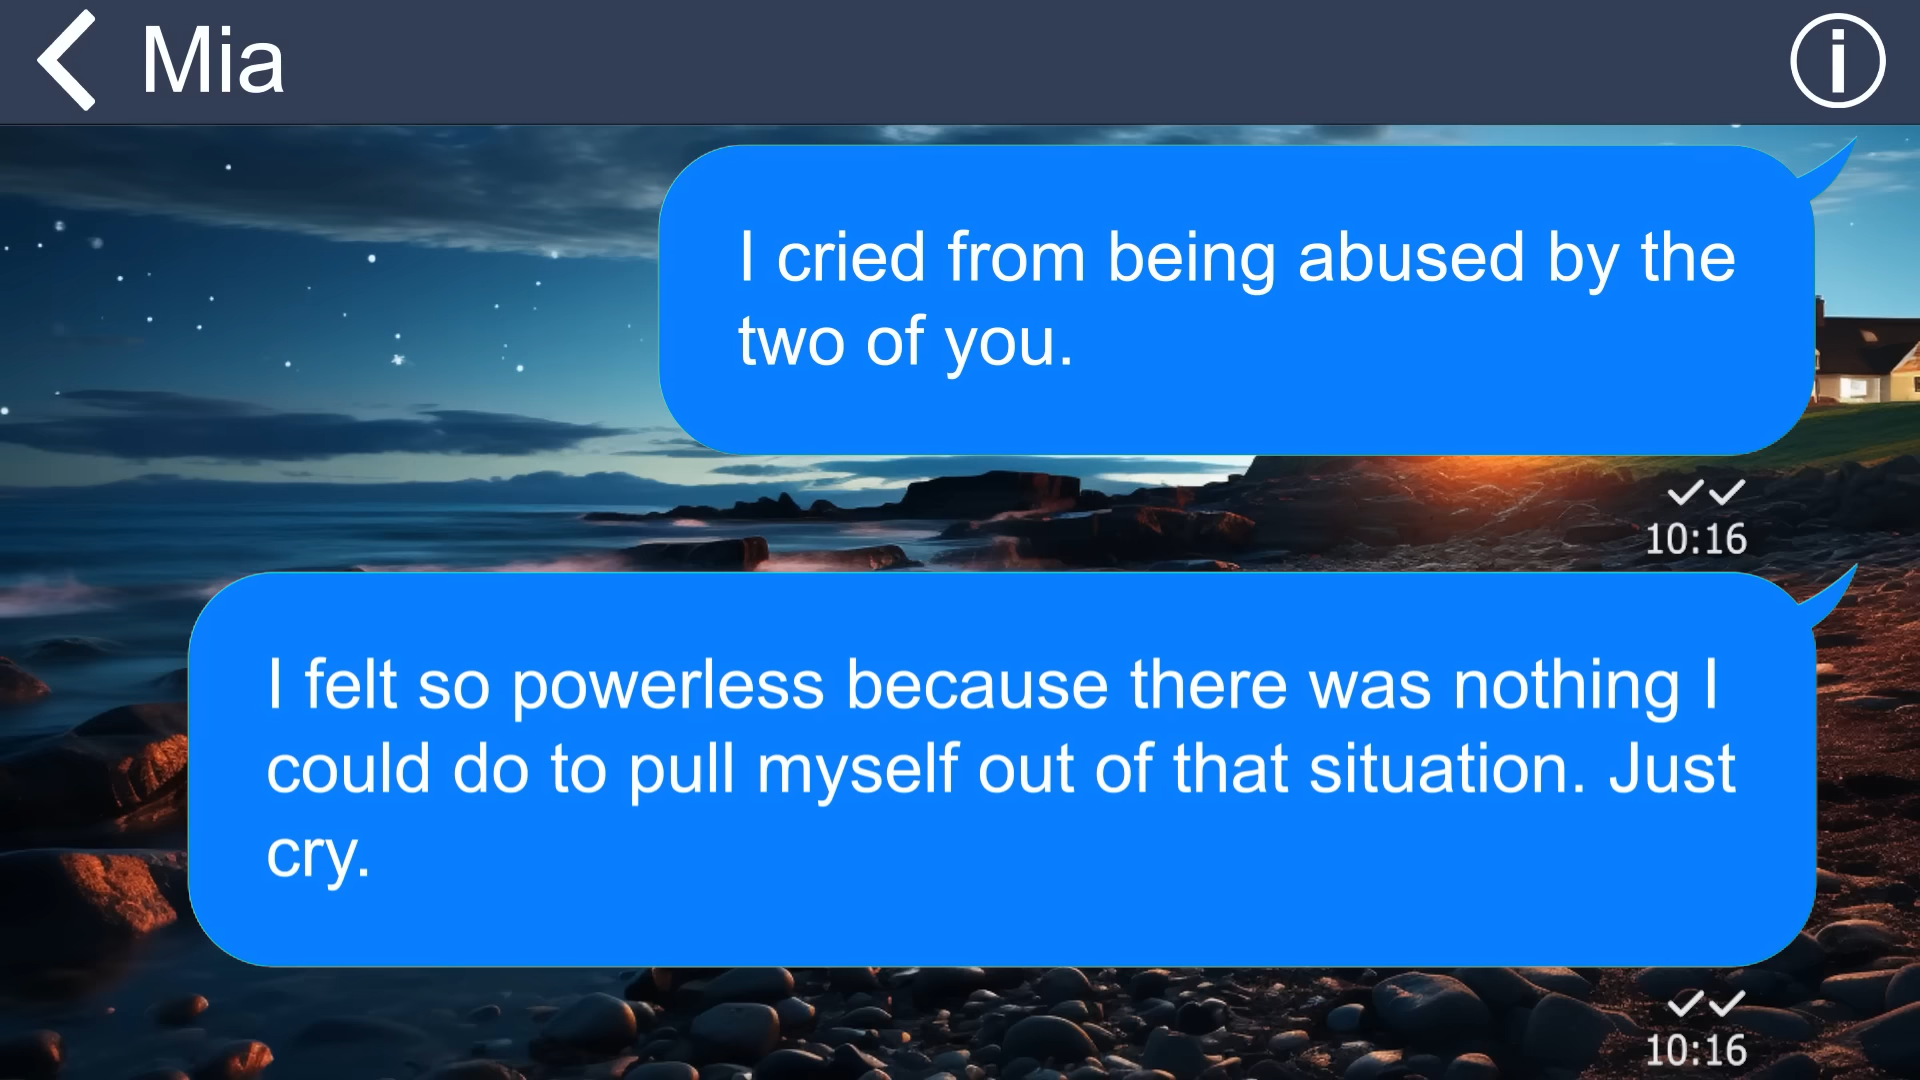 Mia
I cried from being abused by the
two of you.
10:16
I felt so powerless because there was nothing I
could do to pull myself out of that situation. Just
cry.
10:16